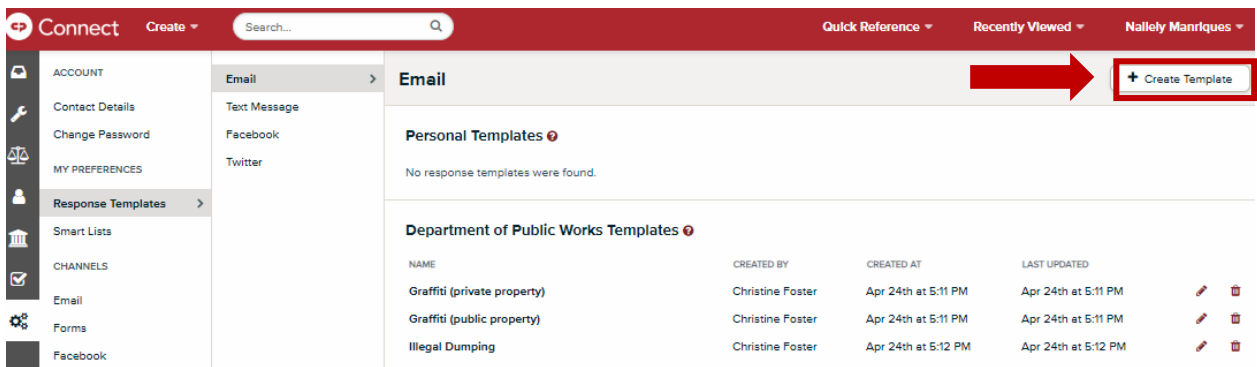 Connect Create Search... Quick Reference Recently Viewed Nallely Manriques
ACCOUNT
Contact Details
Change Password
MY PREFERENCES
Response Templates
Smart Lists
CHANNELS
Email
Forms
Facebook
Email
Text Message
Facebook
Twitter
Email
+ Create Template
Personal Templates
No response templates were found.
Department of Public Works Templates
NAME CREATED BY CREATED AT LAST UPDATED
Graffiti (private property) Christine Foster Apr 24th at 5:11 PM Apr 24th at 5:11 PM
Graffiti (public property) Christine Foster Apr 24th at 5:11 PM Apr 24th at 5:11 PM
Illegal Dumping Christine Foster Apr 24th at 5:12 PM Apr 24th at 5:12 PM